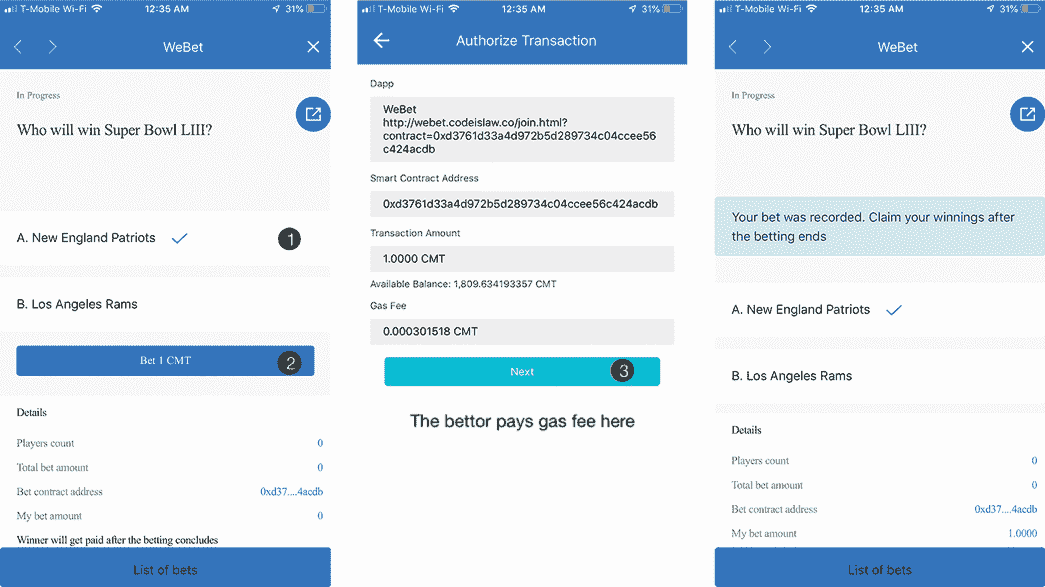 T-Mobile Wi-Fi 12:35 AM 31%
WeBet
In Progress
Who will win Super Bowl LIII?
A. New England Patriots 1
B. Los Angeles Rams
Bet 1 CMT 2
Details
Players count 0
Total bet amount 0
Bet contract address 0xd37....4acdb
My bet amount 0
Winner will get paid after the betting concludes
List of bets
T-Mobile Wi-Fi 12:35 AM 31%
Authorize Transaction
Dapp
WeBet
http://webet.codeislaw.co/join.html?
contract=0xd3761d33a4d972b5d289734c04ccee56
c424acdb
Smart Contract Address
0xd3761d33a4d972b5d289734c04ccee56c424acdb
Transaction Amount
1.0000 CMT
Available Balance: 1,809.634193357 CMT
Gas Fee
0.000301518 CMT
Next 3
The bettor pays gas fee here
T-Mobile Wi-Fi 12:35 AM 31%
WeBet
In Progress
Who will win Super Bowl LIII?
Your bet was recorded. Claim your winnings after
the betting ends
A. New England Patriots
B. Los Angeles Rams
Details
Players count 0
Total bet amount 0
Bet contract address 0xd37....4acdb
My bet amount 1.0000
List of bets